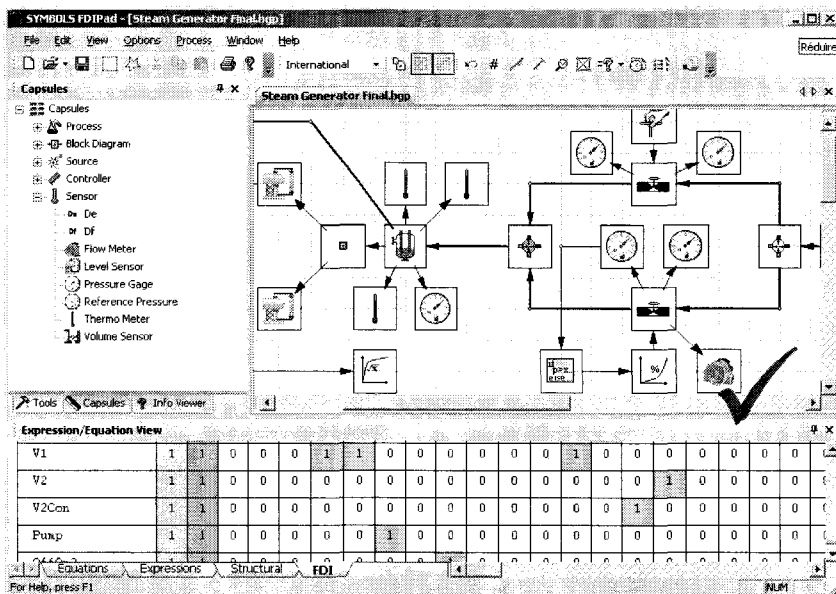 SYMBOLS FDIPad - [Steam Generator Final.bgp]
File Edit View Options Process Window Help
Réduire
International
Capsules
Steam Generator Final.bgp
Capsules
Process
Block Diagram
Source
Controller
Sensor
De De
Df Df
Flow Meter
Level Sensor
Pressure Gage
Reference Pressure
Thermo Meter
Volume Sensor
p>x
else
%
Tools Capsules Info Viewer
Expression/Equation View
V1 1 1 0 0 0 1 1 0 0 0 0 0 0 1 0 0 0 0 0 0 0
V2 1 1 0 0 0 0 0 0 0 0 0 0 0 0 0 0 1 0 0 0 0
V2Con 1 1 0 0 0 0 0 0 0 0 0 0 0 0 0 1 0 0 0 0 0
Pump 1 1 0 0 0 0 0 1 0 0 0 0 0 0 0 0 0 0 0 0 0
Equations Expressions Structural FDI
For Help, press F1
NUM